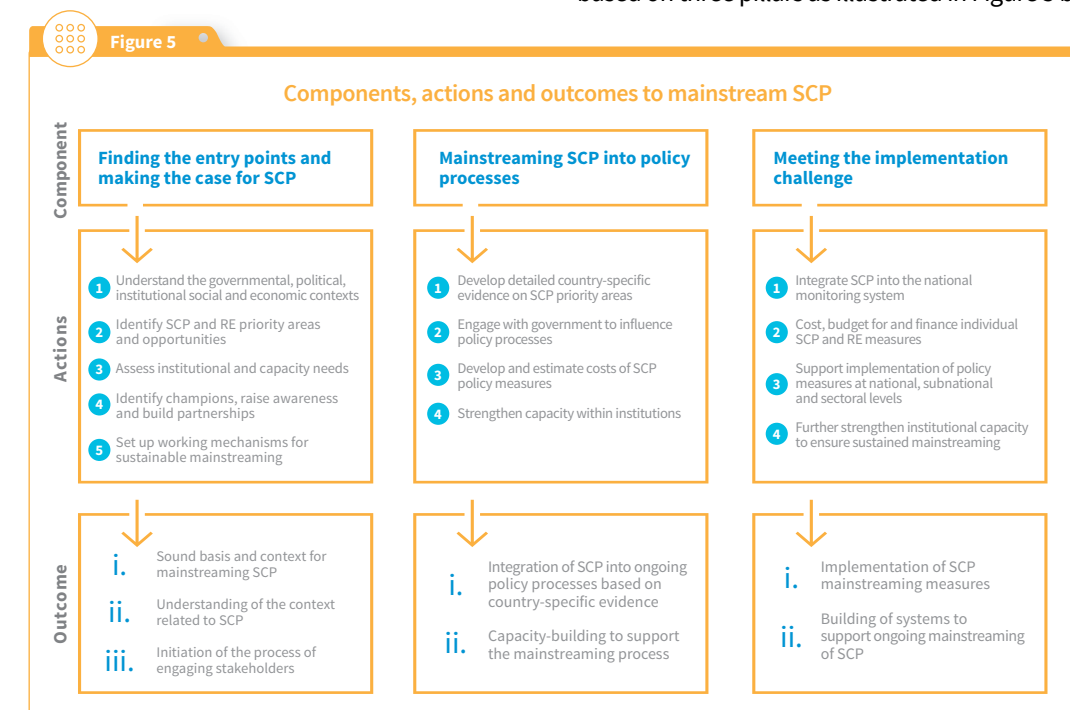 based on three pillars as illustrated in Figure 5 b
Figure 5
Components, actions and outcomes to mainstream SCP
Component
Finding the entry points and
making the case for SCP
Mainstreaming SCP into policy
processes
Meeting the implementation
challenge
Actions
1 Understand the governmental, political,
institutional social and economic contexts
2 Identify SCP and RE priority areas
and opportunities
3 Assess institutional and capacity needs
4 Identify champions, raise awareness
and build partnerships
5 Set up working mechanisms for
sustainable mainstreaming
1 Develop detailed country-specific
evidence on SCP priority areas
2 Engage with government to influence
policy processes
3 Develop and estimate costs of SCP
policy measures
4 Strengthen capacity within institutions
1 Integrate SCP into the national
monitoring system
2 Cost, budget for and finance individual
SCP and RE measures
3 Support implementation of policy
measures at national, subnational
and sectoral levels
4 Further strengthen institutional capacity
to ensure sustained mainstreaming
Outcome
i. Sound basis and context for
mainstreaming SCP
ii. Understanding of the context
related to SCP
iii. Initiation of the process of
engaging stakeholders
i. Integration of SCP into ongoing
policy processes based on
country-specific evidence
ii. Capacity-building to support
the mainstreaming process
i. Implementation of SCP
mainstreaming measures
ii. Building of systems to
support ongoing mainstreaming
of SCP